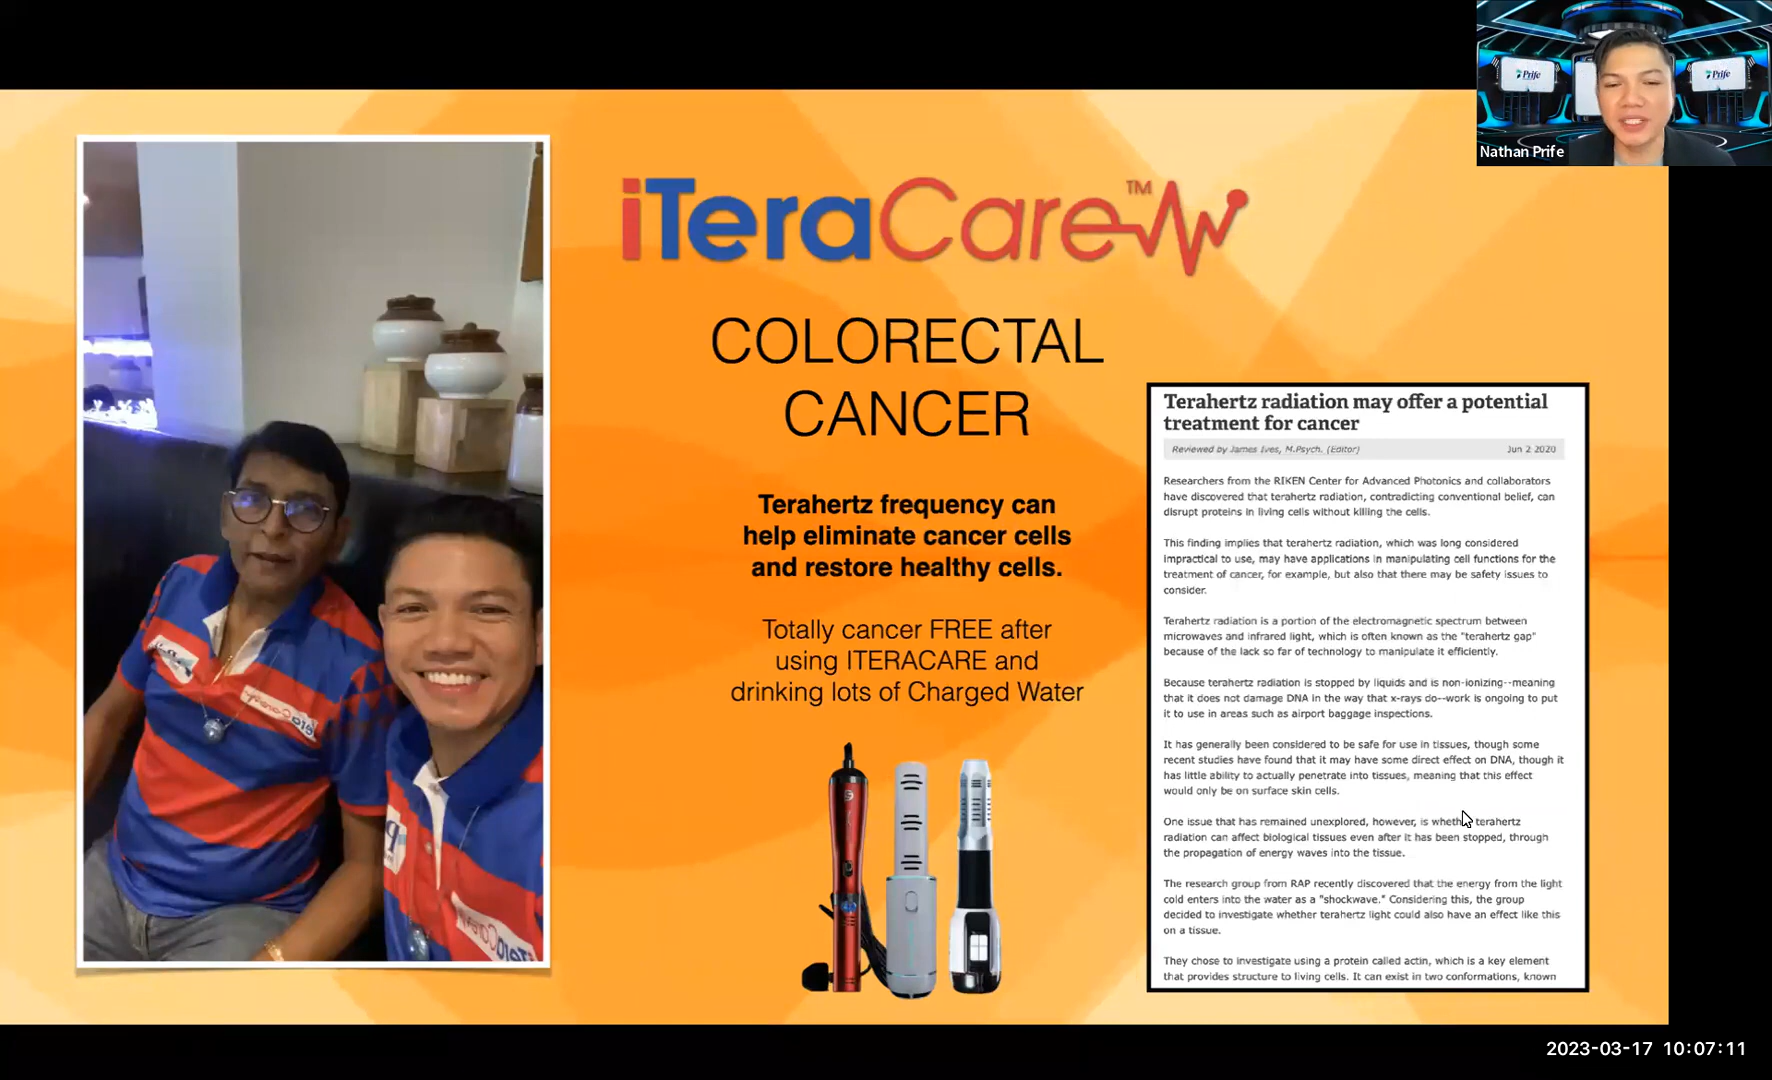 Prife
Prife
Nathan Prife
iTeraCare™
COLORECTAL
CANCER
Terahertz frequency can
help eliminate cancer cells
and restore healthy cells.
Totally cancer FREE after
using ITERACARE and
drinking lots of Charged Water
Terahertz radiation may offer a potential
treatment for cancer
Reviewed by James Ives, M.Psych. (Editor)
Jun 2 2020
Researchers from the RIKEN Center for Advanced Photonics and collaborators
have discovered that terahertz radiation, contradicting conventional belief, can
disrupt proteins in living cells without killing the cells.
This finding implies that terahertz radiation, which was long considered
impractical to use, may have applications in manipulating cell functions for the
treatment of cancer, for example, but also that there may be safety issues to
consider.
Terahertz radiation is a portion of the electromagnetic spectrum between
microwaves and infrared light, which is often known as the "terahertz gap"
because of the lack so far of technology to manipulate it efficiently.
Because terahertz radiation is stopped by liquids and is non-ionizing--meaning
that it does not damage DNA in the way that x-rays do--work is ongoing to put
it to use in areas such as airport baggage inspections.
It has generally been considered to be safe for use in tissues, though some
recent studies have found that it may have some direct effect on DNA, though it
has little ability to actually penetrate into tissues, meaning that this effect
would only be on surface skin cells.
One issue that has remained unexplored, however, is whether terahertz
radiation can affect biological tissues even after it has been stopped, through
the propagation of energy waves into the tissue.
The research group from RAP recently discovered that the energy from the light
cold enters into the water as a "shockwave." Considering this, the group
decided to investigate whether terahertz light could also have an effect like this
on a tissue.
They chose to investigate using a protein called actin, which is a key element
that provides structure to living cells. It can exist in two conformations, known
2023-03-17 10:07:11